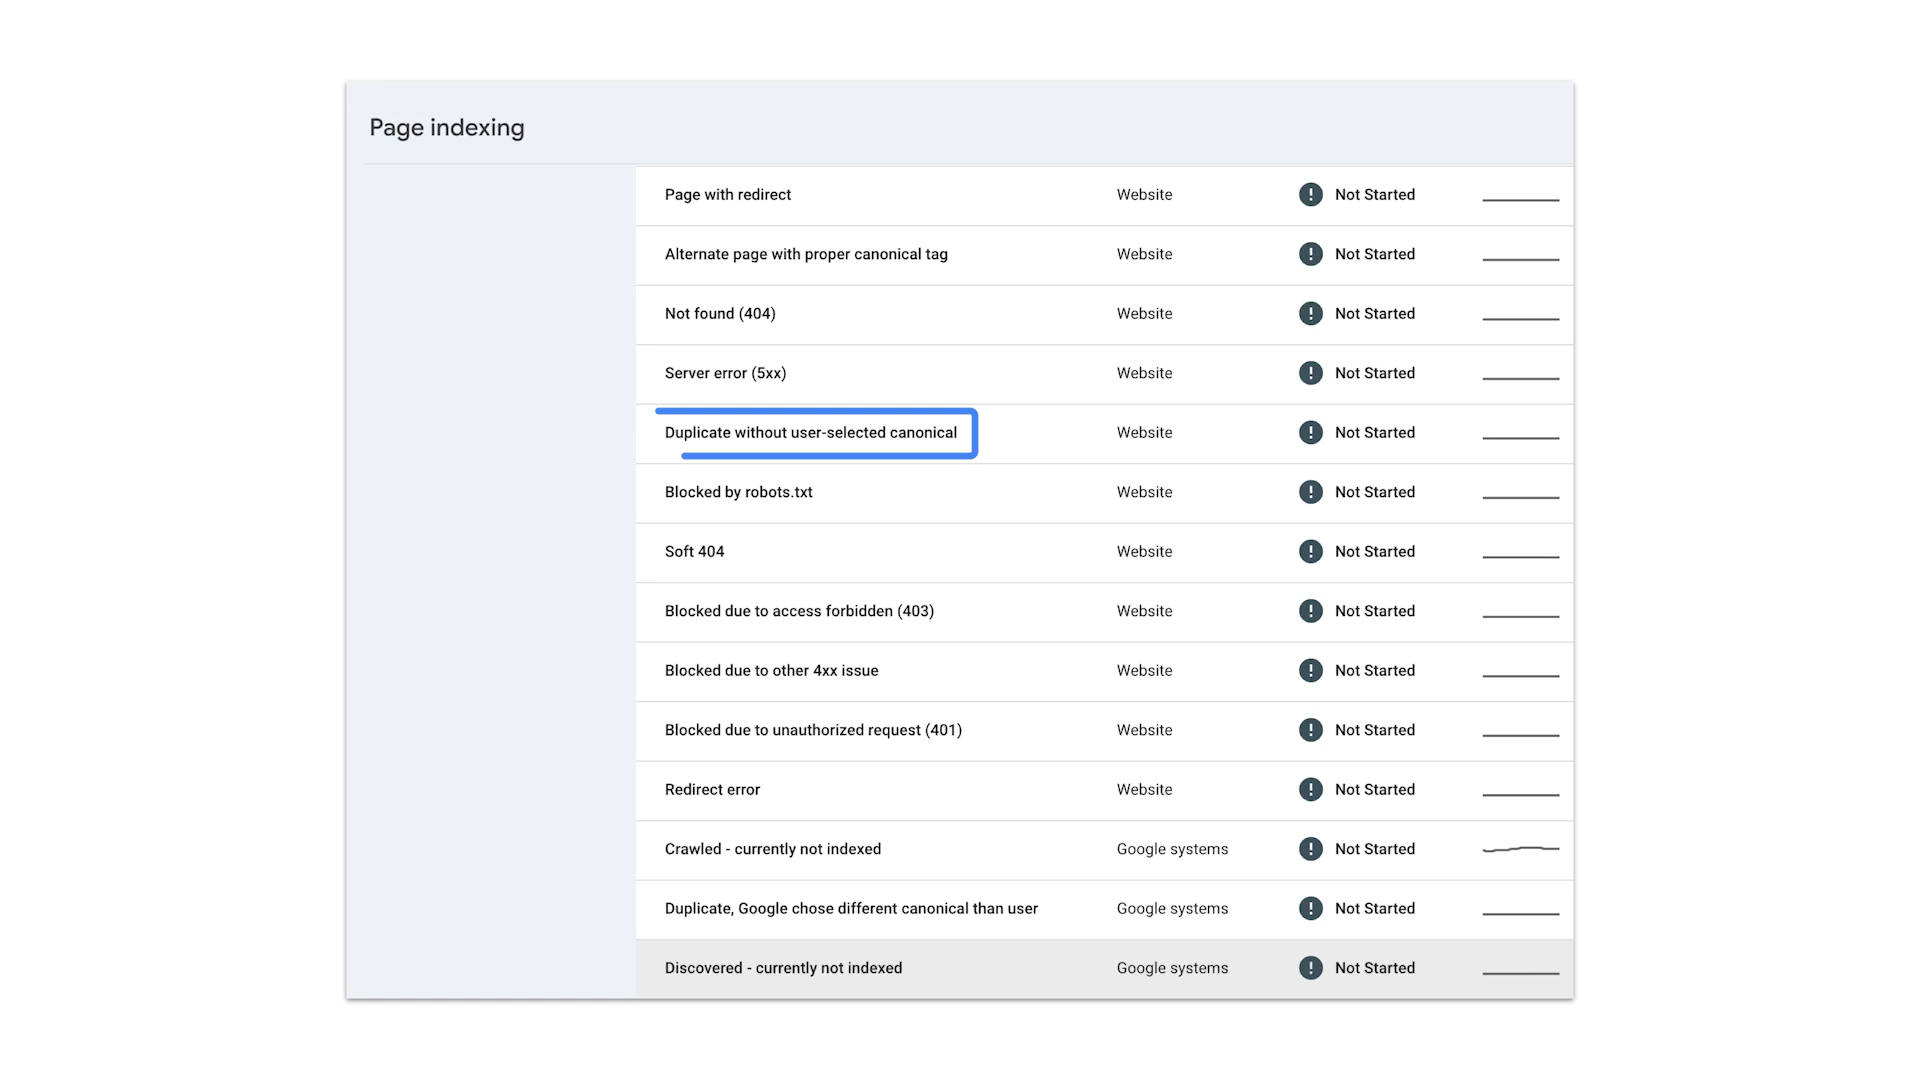 Page indexing
Page with redirect Website ! Not Started
Alternate page with proper canonical tag Website ! Not Started
Not found (404) Website ! Not Started
Server error (5xx) Website ! Not Started
Duplicate without user-selected canonical Website ! Not Started
Blocked by robots.txt Website ! Not Started
Soft 404 Website ! Not Started
Blocked due to access forbidden (403) Website ! Not Started
Blocked due to other 4xx issue Website ! Not Started
Blocked due to unauthorized request (401) Website ! Not Started
Redirect error Website ! Not Started
Crawled - currently not indexed Google systems ! Not Started
Duplicate, Google chose different canonical than user Google systems ! Not Started
Discovered - currently not indexed Google systems ! Not Started